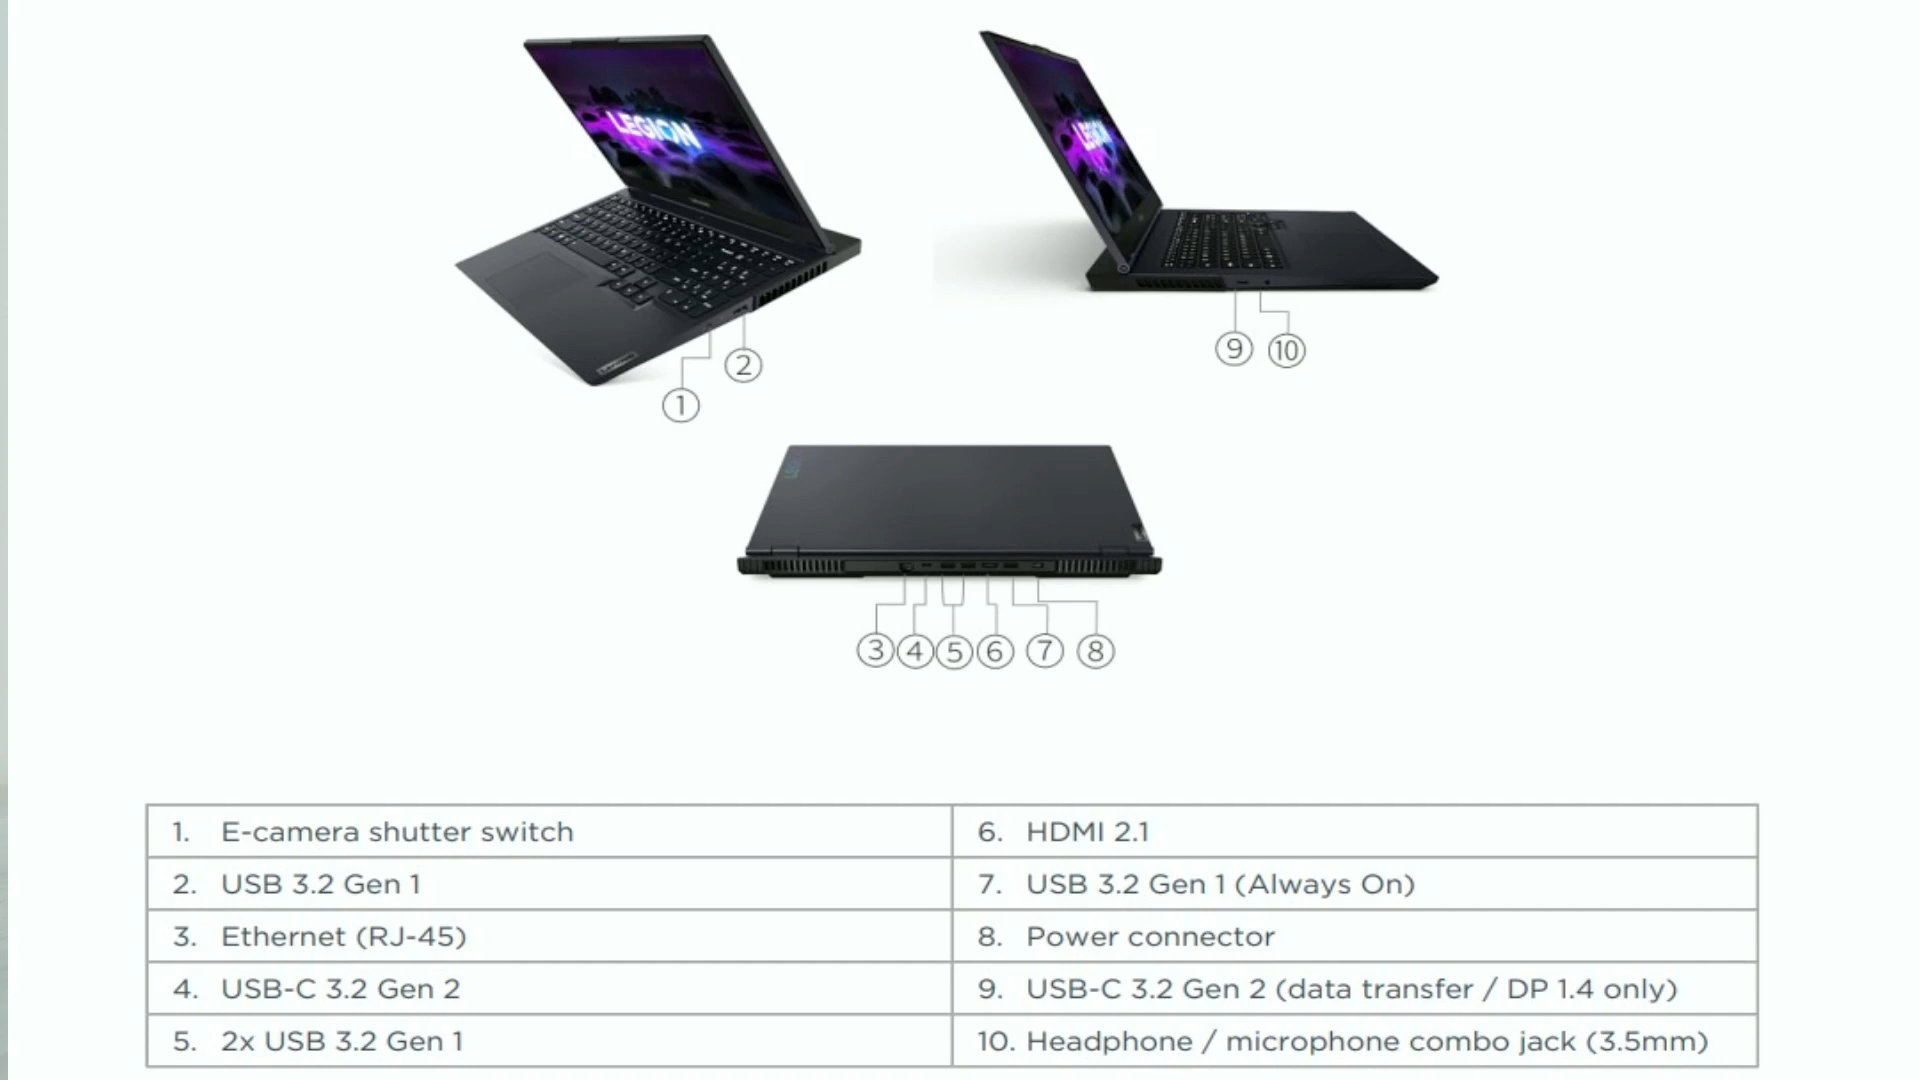 LEGION
LEGION
1
2
9
10
LEGION
3
4
5
6
7
8
1. E-camera shutter switch
2. USB 3.2 Gen 1
3. Ethernet (RJ-45)
4. USB-C 3.2 Gen 2
5. 2x USB 3.2 Gen 1
6. HDMI 2.1
7. USB 3.2 Gen 1 (Always On)
8. Power connector
9. USB-C 3.2 Gen 2 (data transfer / DP 1.4 only)
10. Headphone / microphone combo jack (3.5mm)